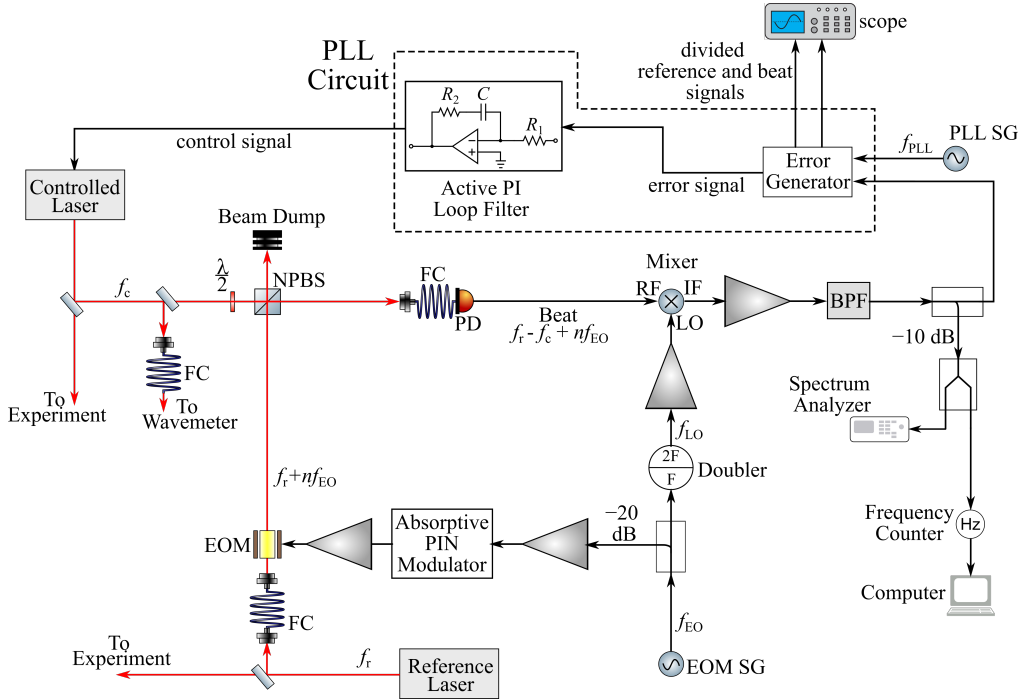 PLL
Circuit
scope
divided
reference and beat
signals
R2
C
R1
control signal
error signal
fPLL
PLL SG
Error
Generator
Active PI
Loop Filter
Controlled
Laser
Beam Dump
fc
λ
2
NPBS
FC
PD
Beat
fr - fc + nfEO
Mixer
RF
IF
LO
BPF
−10 dB
FC
To
Experiment
To
Wavemeter
Spectrum
Analyzer
fLO
2F
F
Doubler
fr+nfEO
−20
dB
Frequency
Counter
Hz
EOM
Absorptive
PIN
Modulator
Computer
FC
fEO
To
Experiment
fr
Reference
Laser
EOM SG